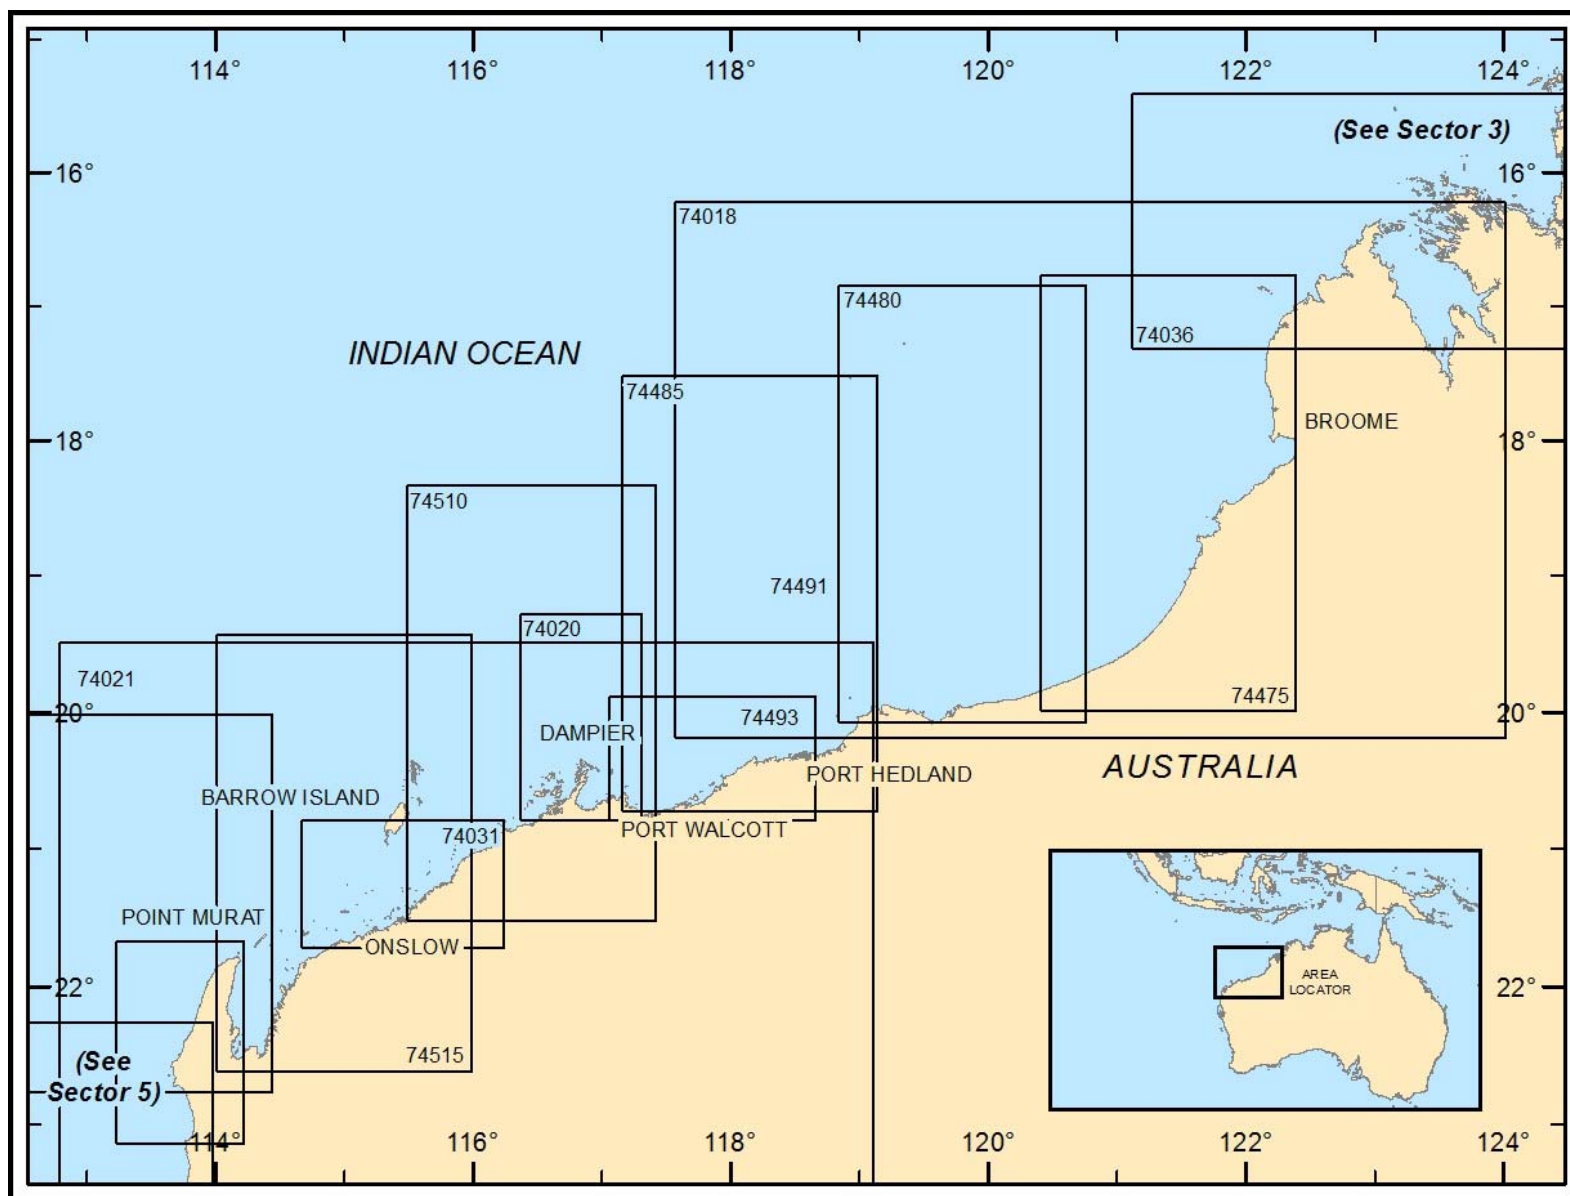 114° 116° 118° 120° 122° 124°
(See Sector 3)
16° 16°
74018
74480
74036
INDIAN OCEAN
74485
BROOME
18° 18°
74510
74491
74020
74021
74475
20° 20°
74493
DAMPIER
AUSTRALIA
PORT HEDLAND
BARROW ISLAND
PORT WALCOTT
74031
POINT MURAT
ONSLOW
AREA
LOCATOR
22° 22°
74515
(See
Sector 5)
114° 116° 118° 120° 122° 124°